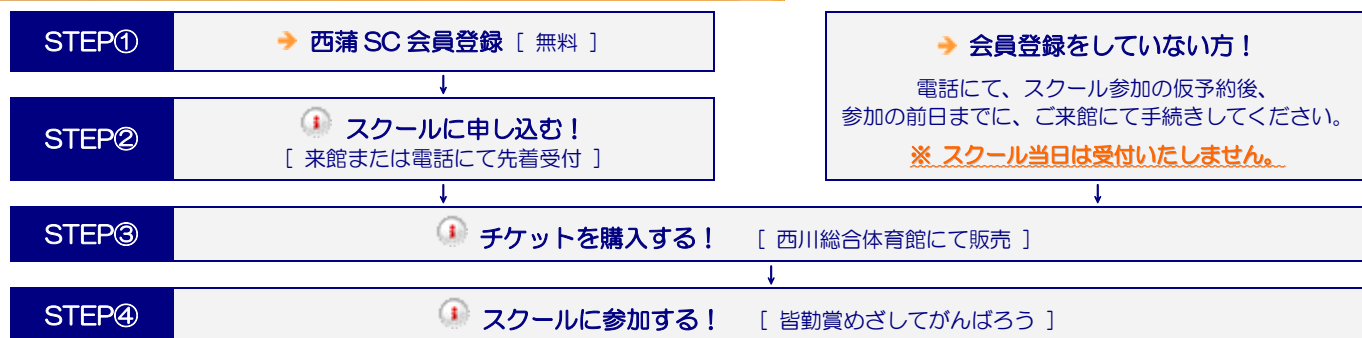 STEP①
➔ 西蒲 SC 会員登録 [ 無料 ]
↓
STEP②
スクールに申し込む！
[ 来館または電話にて先着受付 ]
↓
➔ 会員登録をしていない方！
電話にて、スクール参加の仮予約後、
参加の前日までに、ご来館にて手続きしてください。
※ スクール当日は受付いたしません。
↓
STEP③
チケットを購入する！ [ 西川総合体育館にて販売 ]
↓
STEP④
スクールに参加する！ [ 皆勤賞めざしてがんばろう ]